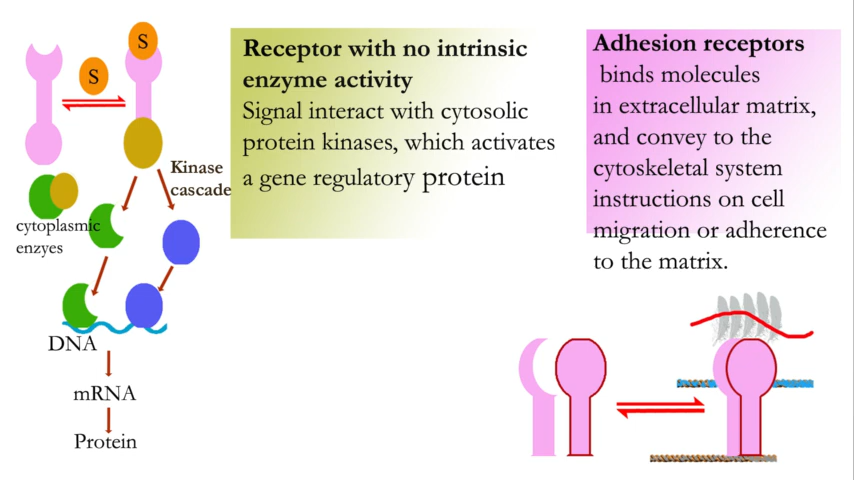 S
S
Kinase
cascade
cytoplasmic
enzyes
DNA
mRNA
Protein
Receptor with no intrinsic
enzyme activity
Signal interact with cytosolic
protein kinases, which activates
a gene regulatory protein
Adhesion receptors
binds molecules
in extracellular matrix,
and convey to the
cytoskeletal system
instructions on cell
migration or adherence
to the matrix.